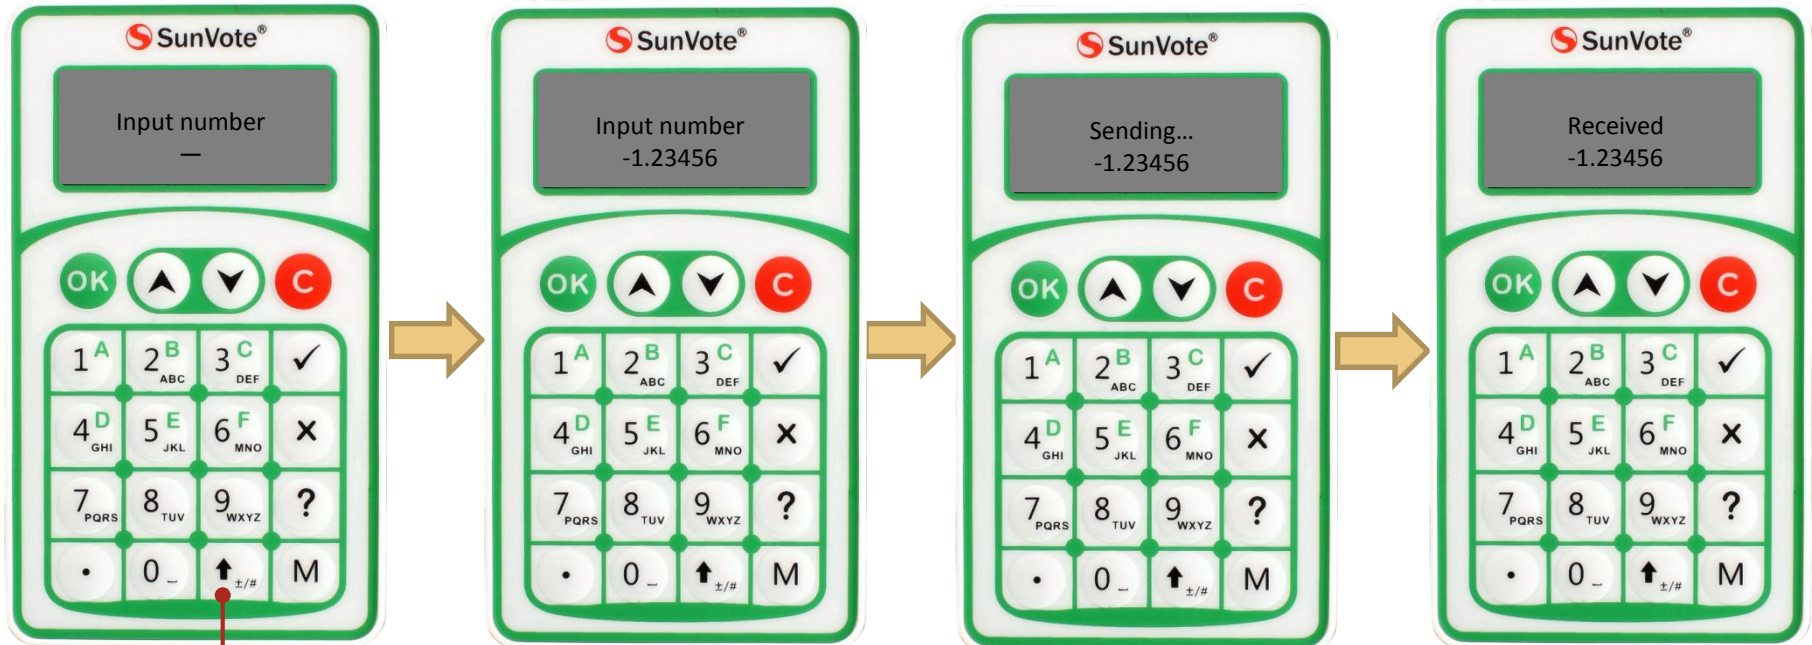 SunVote®
Input number
—
OK C
1 A 2 B ABC 3 C DEF ✓
4 D GHI 5 E JKL 6 F MNO ×
7 PQRS 8 TUV 9 WXYZ ?
. 0 _ ⬆ ±/# M
SunVote®
Input number
-1.23456
OK C
1 A 2 B ABC 3 C DEF ✓
4 D GHI 5 E JKL 6 F MNO ×
7 PQRS 8 TUV 9 WXYZ ?
. 0 _ ⬆ ±/# M
SunVote®
Sending...
-1.23456
OK C
1 A 2 B ABC 3 C DEF ✓
4 D GHI 5 E JKL 6 F MNO ×
7 PQRS 8 TUV 9 WXYZ ?
. 0 _ ⬆ ±/# M
SunVote®
Received
-1.23456
OK C
1 A 2 B ABC 3 C DEF ✓
4 D GHI 5 E JKL 6 F MNO ×
7 PQRS 8 TUV 9 WXYZ ?
. 0 _ ⬆ ±/# M